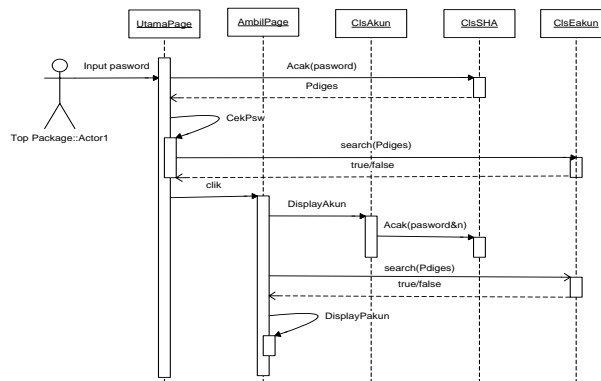 UtamaPage
AmbilPage
ClsAkun
ClsSHA
ClsEakun
Input pasword
Acak(pasword)
Pdiges
CekPsw
Top Package::Actor1
search(Pdiges)
true/false
clik
DisplayAkun
Acak(pasword&n)
search(Pdiges)
true/false
DisplayPakun